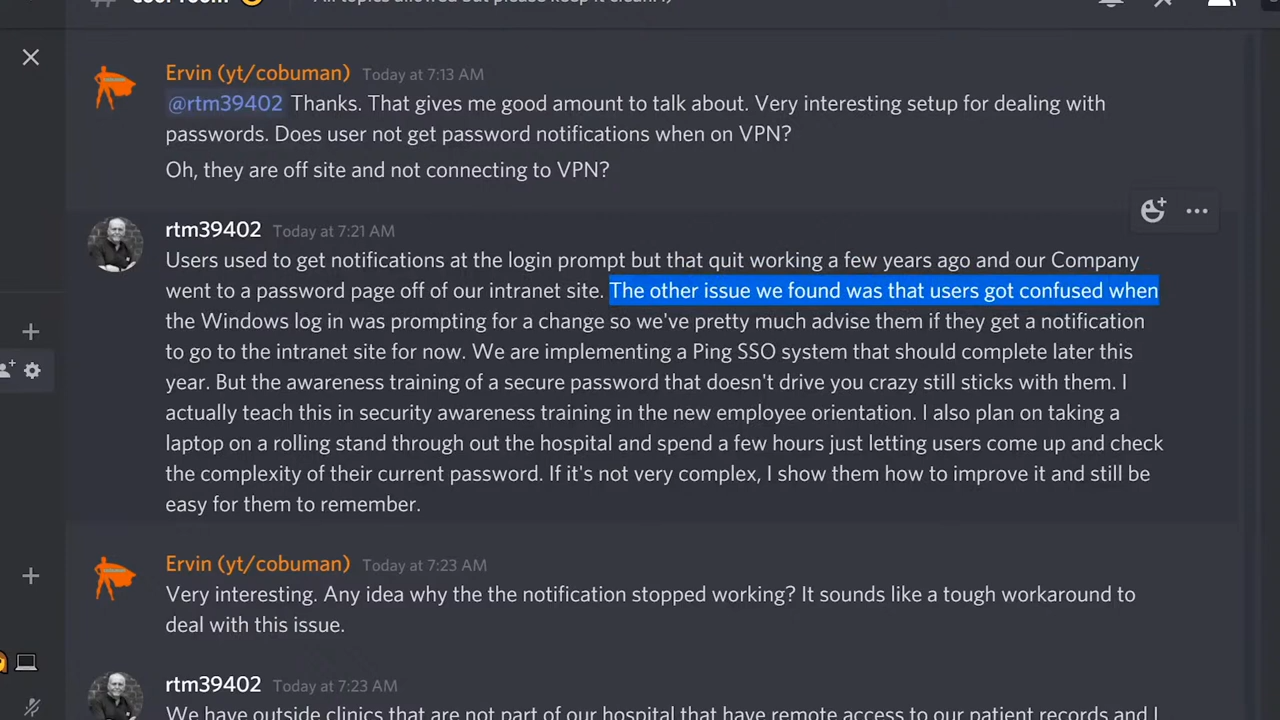 Ervin (yt/cobuman) Today at 7:13 AM
@rtm39402 Thanks. That gives me good amount to talk about. Very interesting setup for dealing with
passwords. Does user not get password notifications when on VPN?
Oh, they are off site and not connecting to VPN?
rtm39402 Today at 7:21 AM
Users used to get notifications at the login prompt but that quit working a few years ago and our Company
went to a password page off of our intranet site. The other issue we found was that users got confused when
the Windows log in was prompting for a change so we've pretty much advise them if they get a notification
to go to the intranet site for now. We are implementing a Ping SSO system that should complete later this
year. But the awareness training of a secure password that doesn't drive you crazy still sticks with them. I
actually teach this in security awareness training in the new employee orientation. I also plan on taking a
laptop on a rolling stand through out the hospital and spend a few hours just letting users come up and check
the complexity of their current password. If it's not very complex, I show them how to improve it and still be
easy for them to remember.
Ervin (yt/cobuman) Today at 7:23 AM
Very interesting. Any idea why the the notification stopped working? It sounds like a tough workaround to
deal with this issue.
rtm39402 Today at 7:23 AM
We have outside clinics that are not part of our hospital that have remote access to our patient records and I